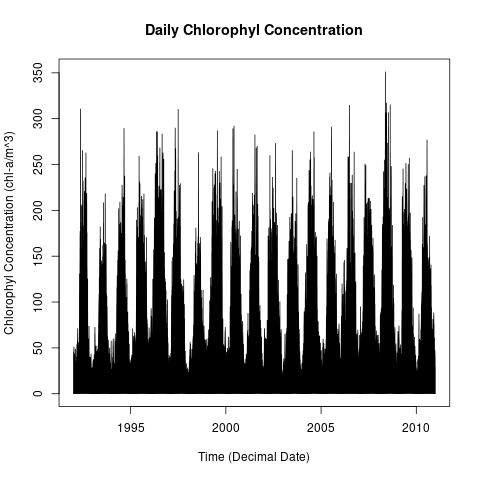 Daily Chlorophyl Concentration
Chlorophyl Concentration (chl-a/m^3)
350
300
250
200
150
100
50
0
1995 2000 2005 2010
Time (Decimal Date)